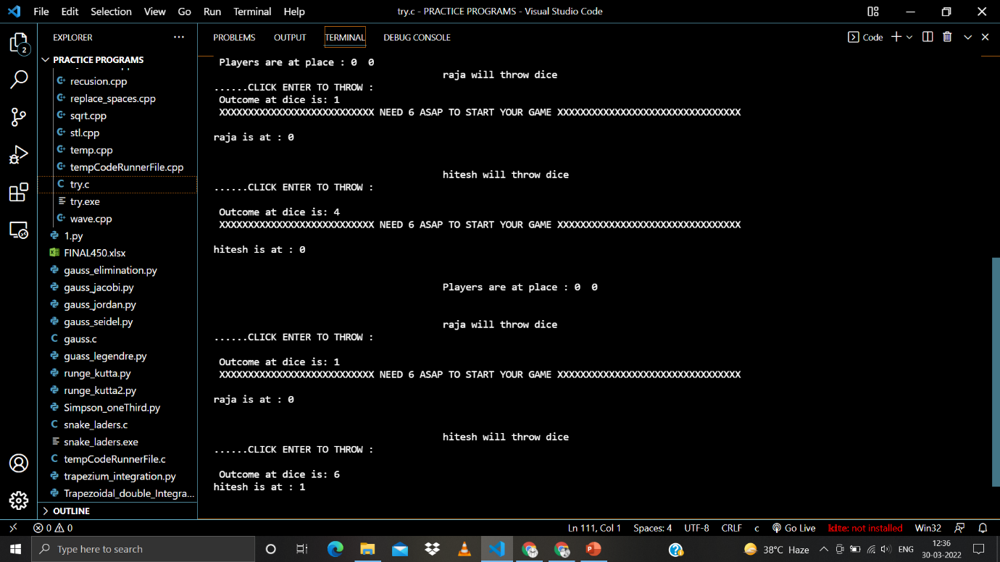 File Edit Selection View Go Run Terminal Help
try.c - PRACTICE PROGRAMS - Visual Studio Code
2
EXPLORER ...
PRACTICE PROGRAMS
recusion.cpp
replace_spaces.cpp
sqrt.cpp
stl.cpp
temp.cpp
tempCodeRunnerFile.cpp
try.c
try.exe
wave.cpp
1.py
FINAL450.xlsx
gauss_elimination.py
gauss_jacobi.py
gauss_jordan.py
gauss_seidel.py
gauss.c
guass_legendre.py
runge_kutta.py
runge_kutta2.py
Simpson_oneThird.py
snake_laders.c
snake_laders.exe
tempCodeRunnerFile.c
trapezium_integration.py
Trapezoidal_double_Integra...
OUTLINE
PROBLEMS OUTPUT TERMINAL DEBUG CONSOLE
Code
Players are at place : 0 0
raja will throw dice
......CLICK ENTER TO THROW :
Outcome at dice is: 1
XXXXXXXXXXXXXXXXXXXXXXXXXXX NEED 6 ASAP TO START YOUR GAME XXXXXXXXXXXXXXXXXXXXXXXXXXXXXXXX
raja is at : 0
hitesh will throw dice
......CLICK ENTER TO THROW :
Outcome at dice is: 4
XXXXXXXXXXXXXXXXXXXXXXXXXXX NEED 6 ASAP TO START YOUR GAME XXXXXXXXXXXXXXXXXXXXXXXXXXXXXXXX
hitesh is at : 0
Players are at place : 0 0
raja will throw dice
......CLICK ENTER TO THROW :
Outcome at dice is: 1
XXXXXXXXXXXXXXXXXXXXXXXXXXX NEED 6 ASAP TO START YOUR GAME XXXXXXXXXXXXXXXXXXXXXXXXXXXXXXXX
raja is at : 0
hitesh will throw dice
......CLICK ENTER TO THROW :
Outcome at dice is: 6
hitesh is at : 1
0 0
Ln 111, Col 1 Spaces: 4 UTF-8 CRLF c Go Live kite: not installed Win32
Type here to search
38°C Haze
ENG
12:36
30-03-2022